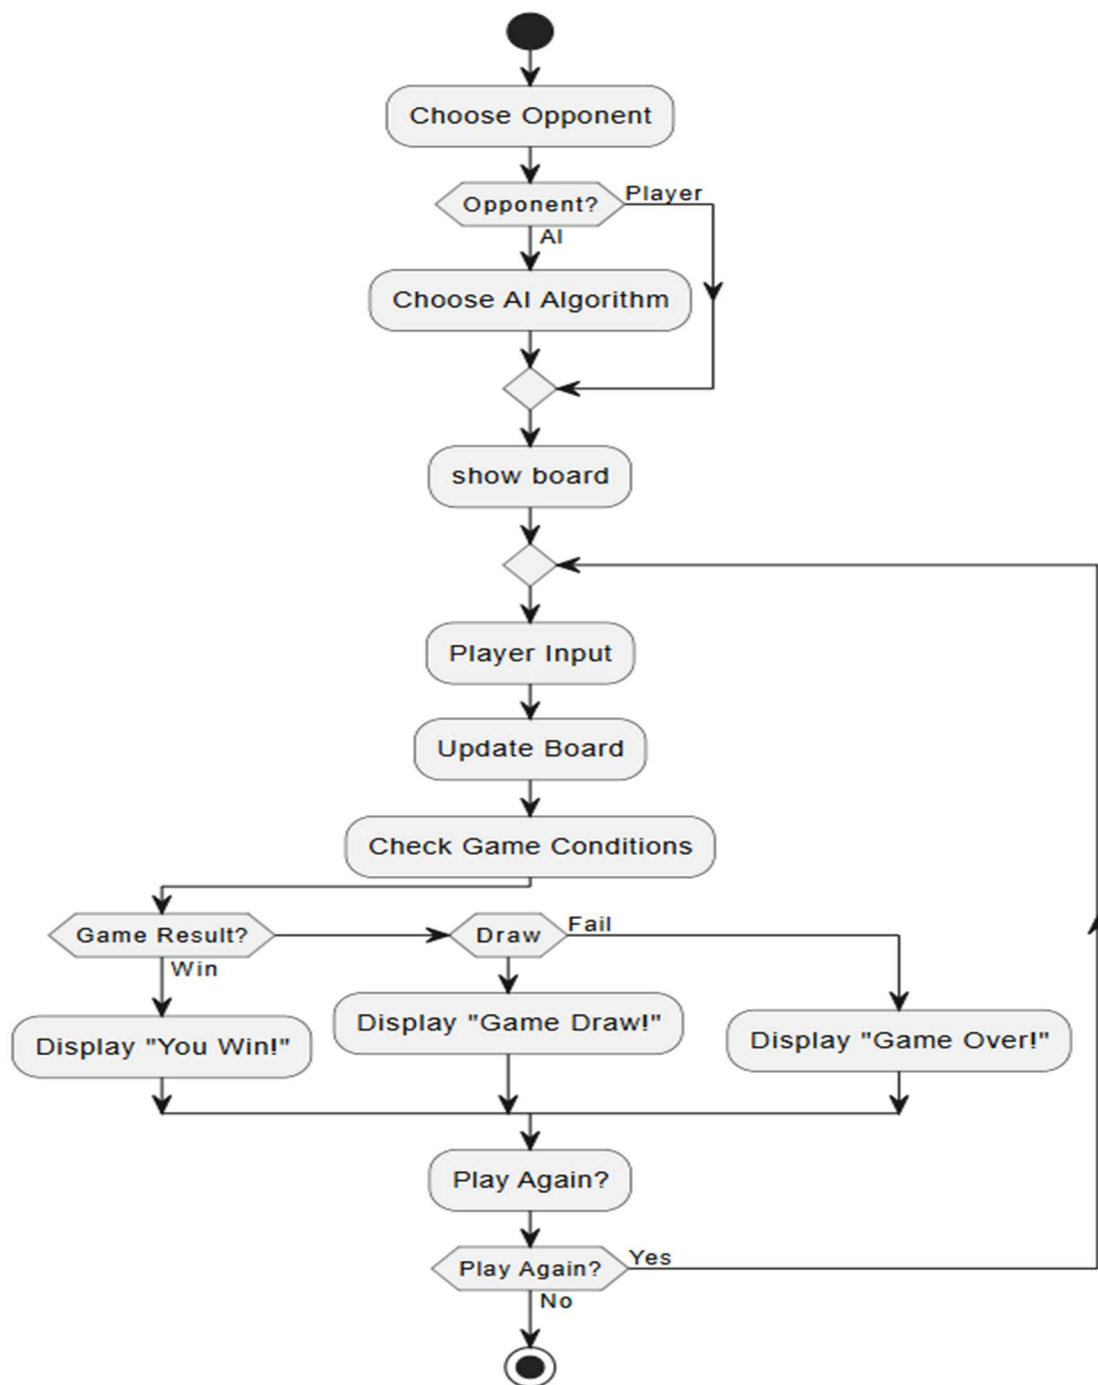 Choose Opponent
Opponent?
Player
AI
Choose AI Algorithm
show board
Player Input
Update Board
Check Game Conditions
Game Result?
Draw
Fail
Win
Display "You Win!"
Display "Game Draw!"
Display "Game Over!"
Play Again?
Play Again?
Yes
No